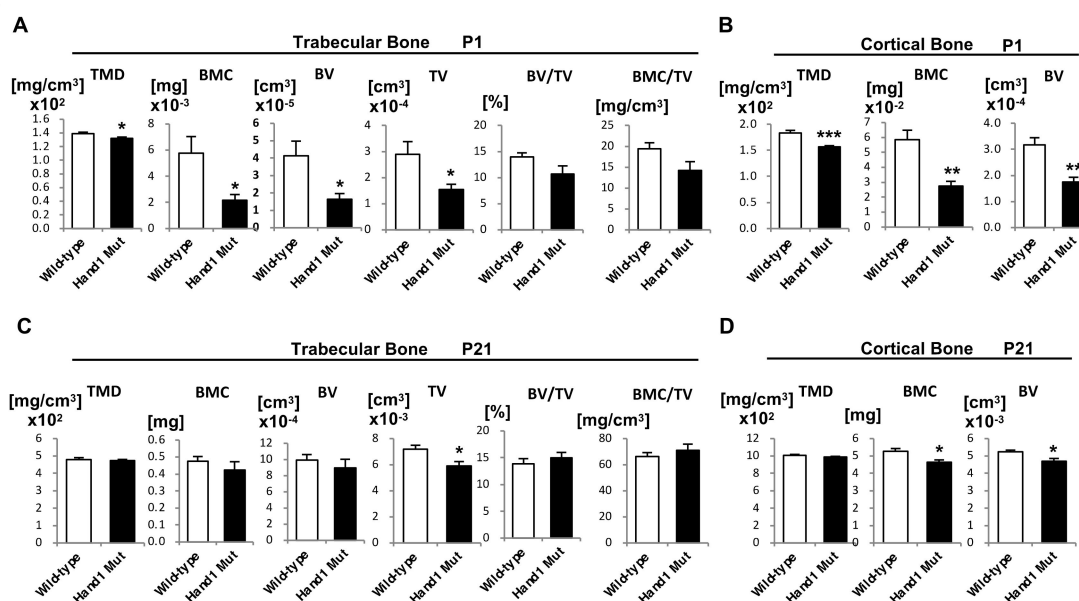 A
Trabecular Bone P1
TMD BMC BV TV BV/TV BMC/TV
[mg/cm³] [mg] [cm³] [cm³] [%] [mg/cm³]
x10² x10⁻³ x10⁻⁵ x10⁻⁴
1.6 1.4 1.2 1.0 0.8 0.6 0.4 0.2 0.0
*
8 6 4 2 0
*
6 5 4 3 2 1 0
*
4 3 2 1 0
*
20 15 10 5 0
25 20 15 10 5 0
Wild-type Hand1 Mut Wild-type Hand1 Mut Wild-type Hand1 Mut Wild-type Hand1 Mut Wild-type Hand1 Mut Wild-type Hand1 Mut
B
Cortical Bone P1
TMD BMC BV
[mg/cm³] [mg] [cm³]
x10² x10⁻² x10⁻⁴
2.0 1.5 1.0 0.5 0.0
***
7 6 5 4 3 2 1 0
**
4.0 3.0 2.0 1.0 0.0
**
Wild-type Hand1 Mut Wild-type Hand1 Mut Wild-type Hand1 Mut
C
Trabecular Bone P21
TMD BMC BV TV BV/TV BMC/TV
[mg/cm³] [mg] [cm³] [cm³] [%] [mg/cm³]
x10² x10⁻⁴ x10⁻³
6 5 4 3 2 1 0
0.6 0.5 0.4 0.3 0.2 0.1 0.0
12 10 8 6 4 2 0
8 6 4 2 0
*
20 15 10 5 0
80 60 40 20 0
Wild-type Hand1 Mut Wild-type Hand1 Mut Wild-type Hand1 Mut Wild-type Hand1 Mut Wild-type Hand1 Mut Wild-type Hand1 Mut
D
Cortical Bone P21
TMD BMC BV
[mg/cm³] [mg] [cm³]
x10² x10⁻³
12 10 8 6 4 2 0
6 5 4 3 2 1 0
*
6 5 4 3 2 1 0
*
Wild-type Hand1 Mut Wild-type Hand1 Mut Wild-type Hand1 Mut